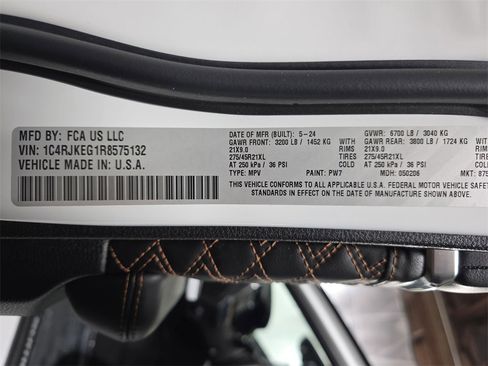 MFD BY: FCA US LLC
VIN: 1C4RJKEG1R8575132
VEHICLE MADE IN: U.S.A.
DATE OF MFR (BUILT): 5-24 GVWR: 6700 LB / 3040 KG
GAWR FRONT: 3200 LB / 1452 KG WITH GAWR REAR: 3800 LB / 1724 KG
21X9.0 RIMS 21X9.0
275/45R21XL TIRES 275/45R21XL
AT 250 kPa / 36 PSI AT 250 kPa / 36 PSI
TYPE: MPV PAINT: PW7 MDH: 050206 MKT:
THIS VEHICLE CONFORMS TO ALL APPLICABLE U.S.A. FEDERAL MOTOR VEHICLE SAFETY
STANDARDS IN EFFECT ON THE DATE OF MANUFACTURE SHOWN ABOVE